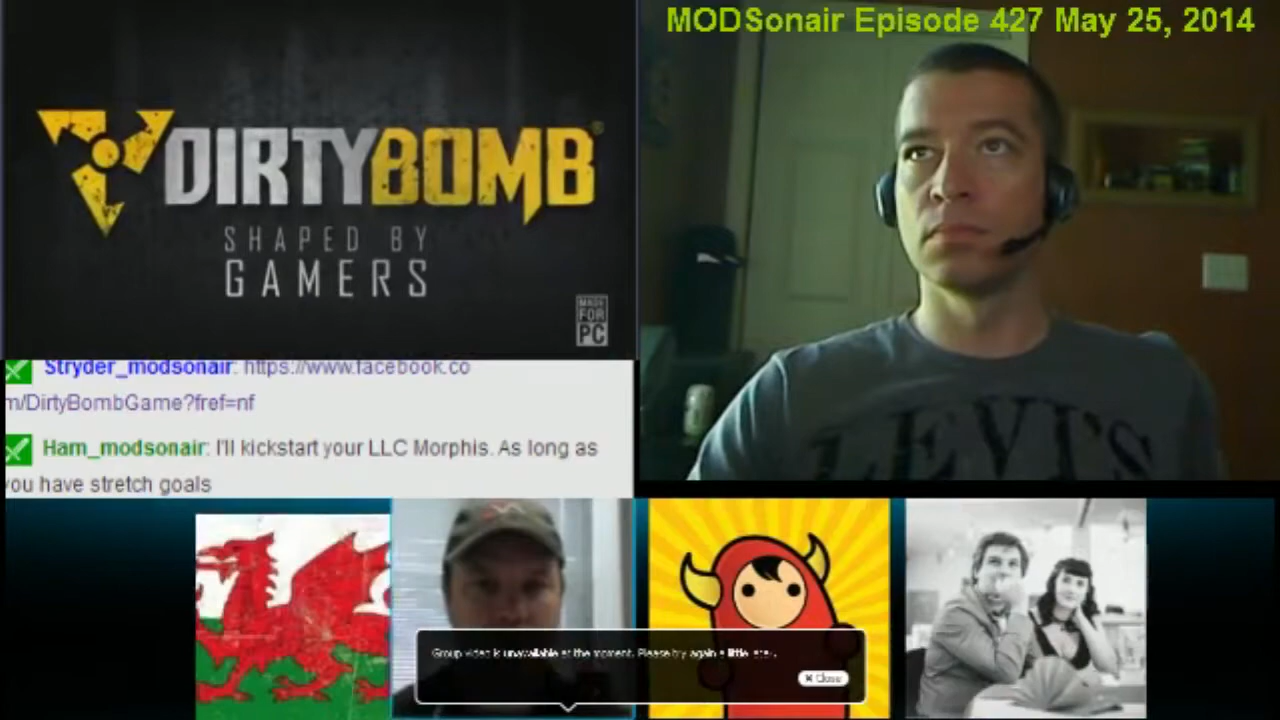 MODSonair Episode 427 May 25, 2014
DIRTYBOMB®
SHAPED BY
GAMERS
MADE
FOR
PC
LEVI'S
Stryder_modsonair: https://www.facebook.co
m/DirtyBombGame?fref=nf
Ham_modsonair: I'll kickstart your LLC Morphis. As long as
you have stretch goals
Group video is unavailable at the moment. Please try again a little later.
Close